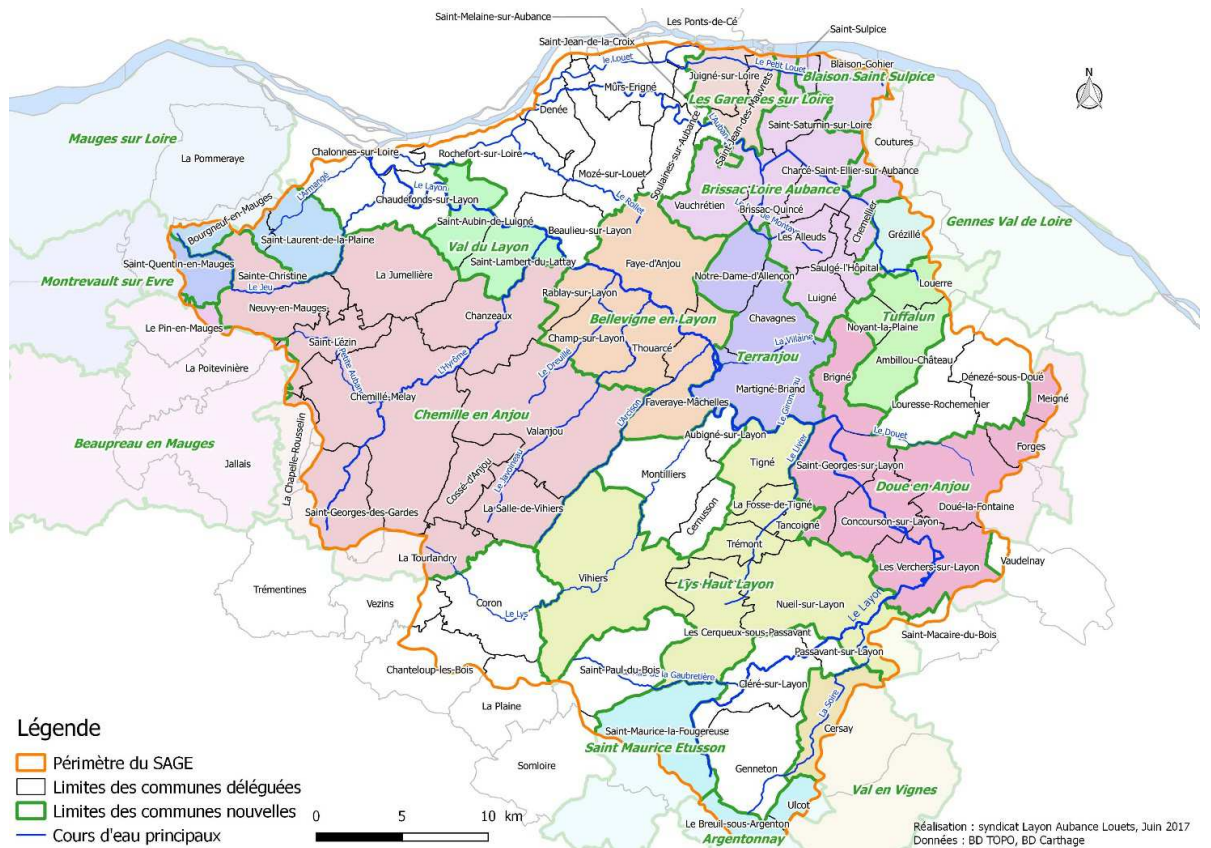 Saint-Melaine-sur-Aubance
Les Ponts-de-Cé
Saint-Sulpice
Saint-Jean-de-la-Croix
le Louet
Le Petit Louet
Blaison-Gohier
Juigné-sur-Loire
Blaison Saint Sulpice
Mûrs-Erigné
Les Garennes sur Loire
N
Denée
Saint-Jean-des-Mauvrets
Saint-Saturnin-sur-Loire
Mauges sur Loire
La Pommeraye
Chalonnes-sur-Loire
Rochefort-sur-Loire
Soulaines-sur-Aubance
L'Aubance
Coutures
Mozé-sur-Louet
Charcé-Saint-Ellier-sur-Aubance
L'Armangé
Le Layon
Chaudefonds-sur-Layon
Le Rollet
Brissac Loire Aubance
Vauchrétien
Brissac-Quincé
Chemellier
Gennes Val de Loire
Bourgneuf-en-Mauges
Saint-Aubin-de-Luigné
Beaulieu-sur-Layon
Les Alleuds
Grézillé
Saint-Laurent-de-la-Plaine
Val du Layon
Saint-Lambert-du-Lattay
Faye-d'Anjou
Saulgé-l'Hôpital
Saint-Quentin-en-Mauges
Sainte-Christine
La Jumellière
Notre-Dame-d'Allençon
Louerre
Montrevault sur Evre
Le Jeu
Rablay-sur-Layon
Luigné
Neuvy-en-Mauges
Chanzeaux
Bellevigne en Layon
Chavagnes
Tuffalun
Noyant-la-Plaine
Le Pin-en-Mauges
Saint-Lézin
Champ-sur-Layon
Thouarcé
La Villaine
L'Hyrôme
Le Dreuillé
Terranjou
Ambillou-Château
La Poitevinière
Brigné
Dénezé-sous-Doué
Chemillé-Melay
Martigné-Briand
Meigné
Chemille en Anjou
L'Arcison
Faveraye-Mâchelles
Louresse-Rochemenier
Beaupreau en Mauges
La Chapelle-Rousselin
Valanjou
Aubigné-sur-Layon
Le Livier
Le Douet
Forges
Jallais
Le Javoineau
Montilliers
Tigné
Saint-Georges-sur-Layon
Cossé-d'Anjou
Doue en Anjou
Cernusson
La Fosse-de-Tigné
Doué-la-Fontaine
Saint-Georges-des-Gardes
La Salle-de-Vihiers
Tancoigné
Concourson-sur-Layon
Trémont
La Tourlandry
Vaudelnay
Vihiers
Les Verchers-sur-Layon
Trémentines
Lys Haut Layon
Vezins
Coron
Nueil-sur-Layon
Le Layon
Le Lys
Les Cerqueux-sous-Passavant
Saint-Macaire-du-Bois
Passavant-sur-Layon
Chanteloup-les-Bois
Saint-Paul-du-Bois
de la Gaubretière
Cléré-sur-Layon
La Plaine
La Soire
Saint-Maurice-la-Fougereuse
Cersay
Saint Maurice Etusson
Somloire
Genneton
Val en Vignes
Ulcot
Le Breuil-sous-Argenton
Argentonnay
Légende
Périmètre du SAGE
Limites des communes déléguées
Limites des communes nouvelles
Cours d'eau principaux
0 5 10 km
Réalisation : syndicat Layon Aubance Louets, Juin 2017
Données : BD TOPO, BD Carthage